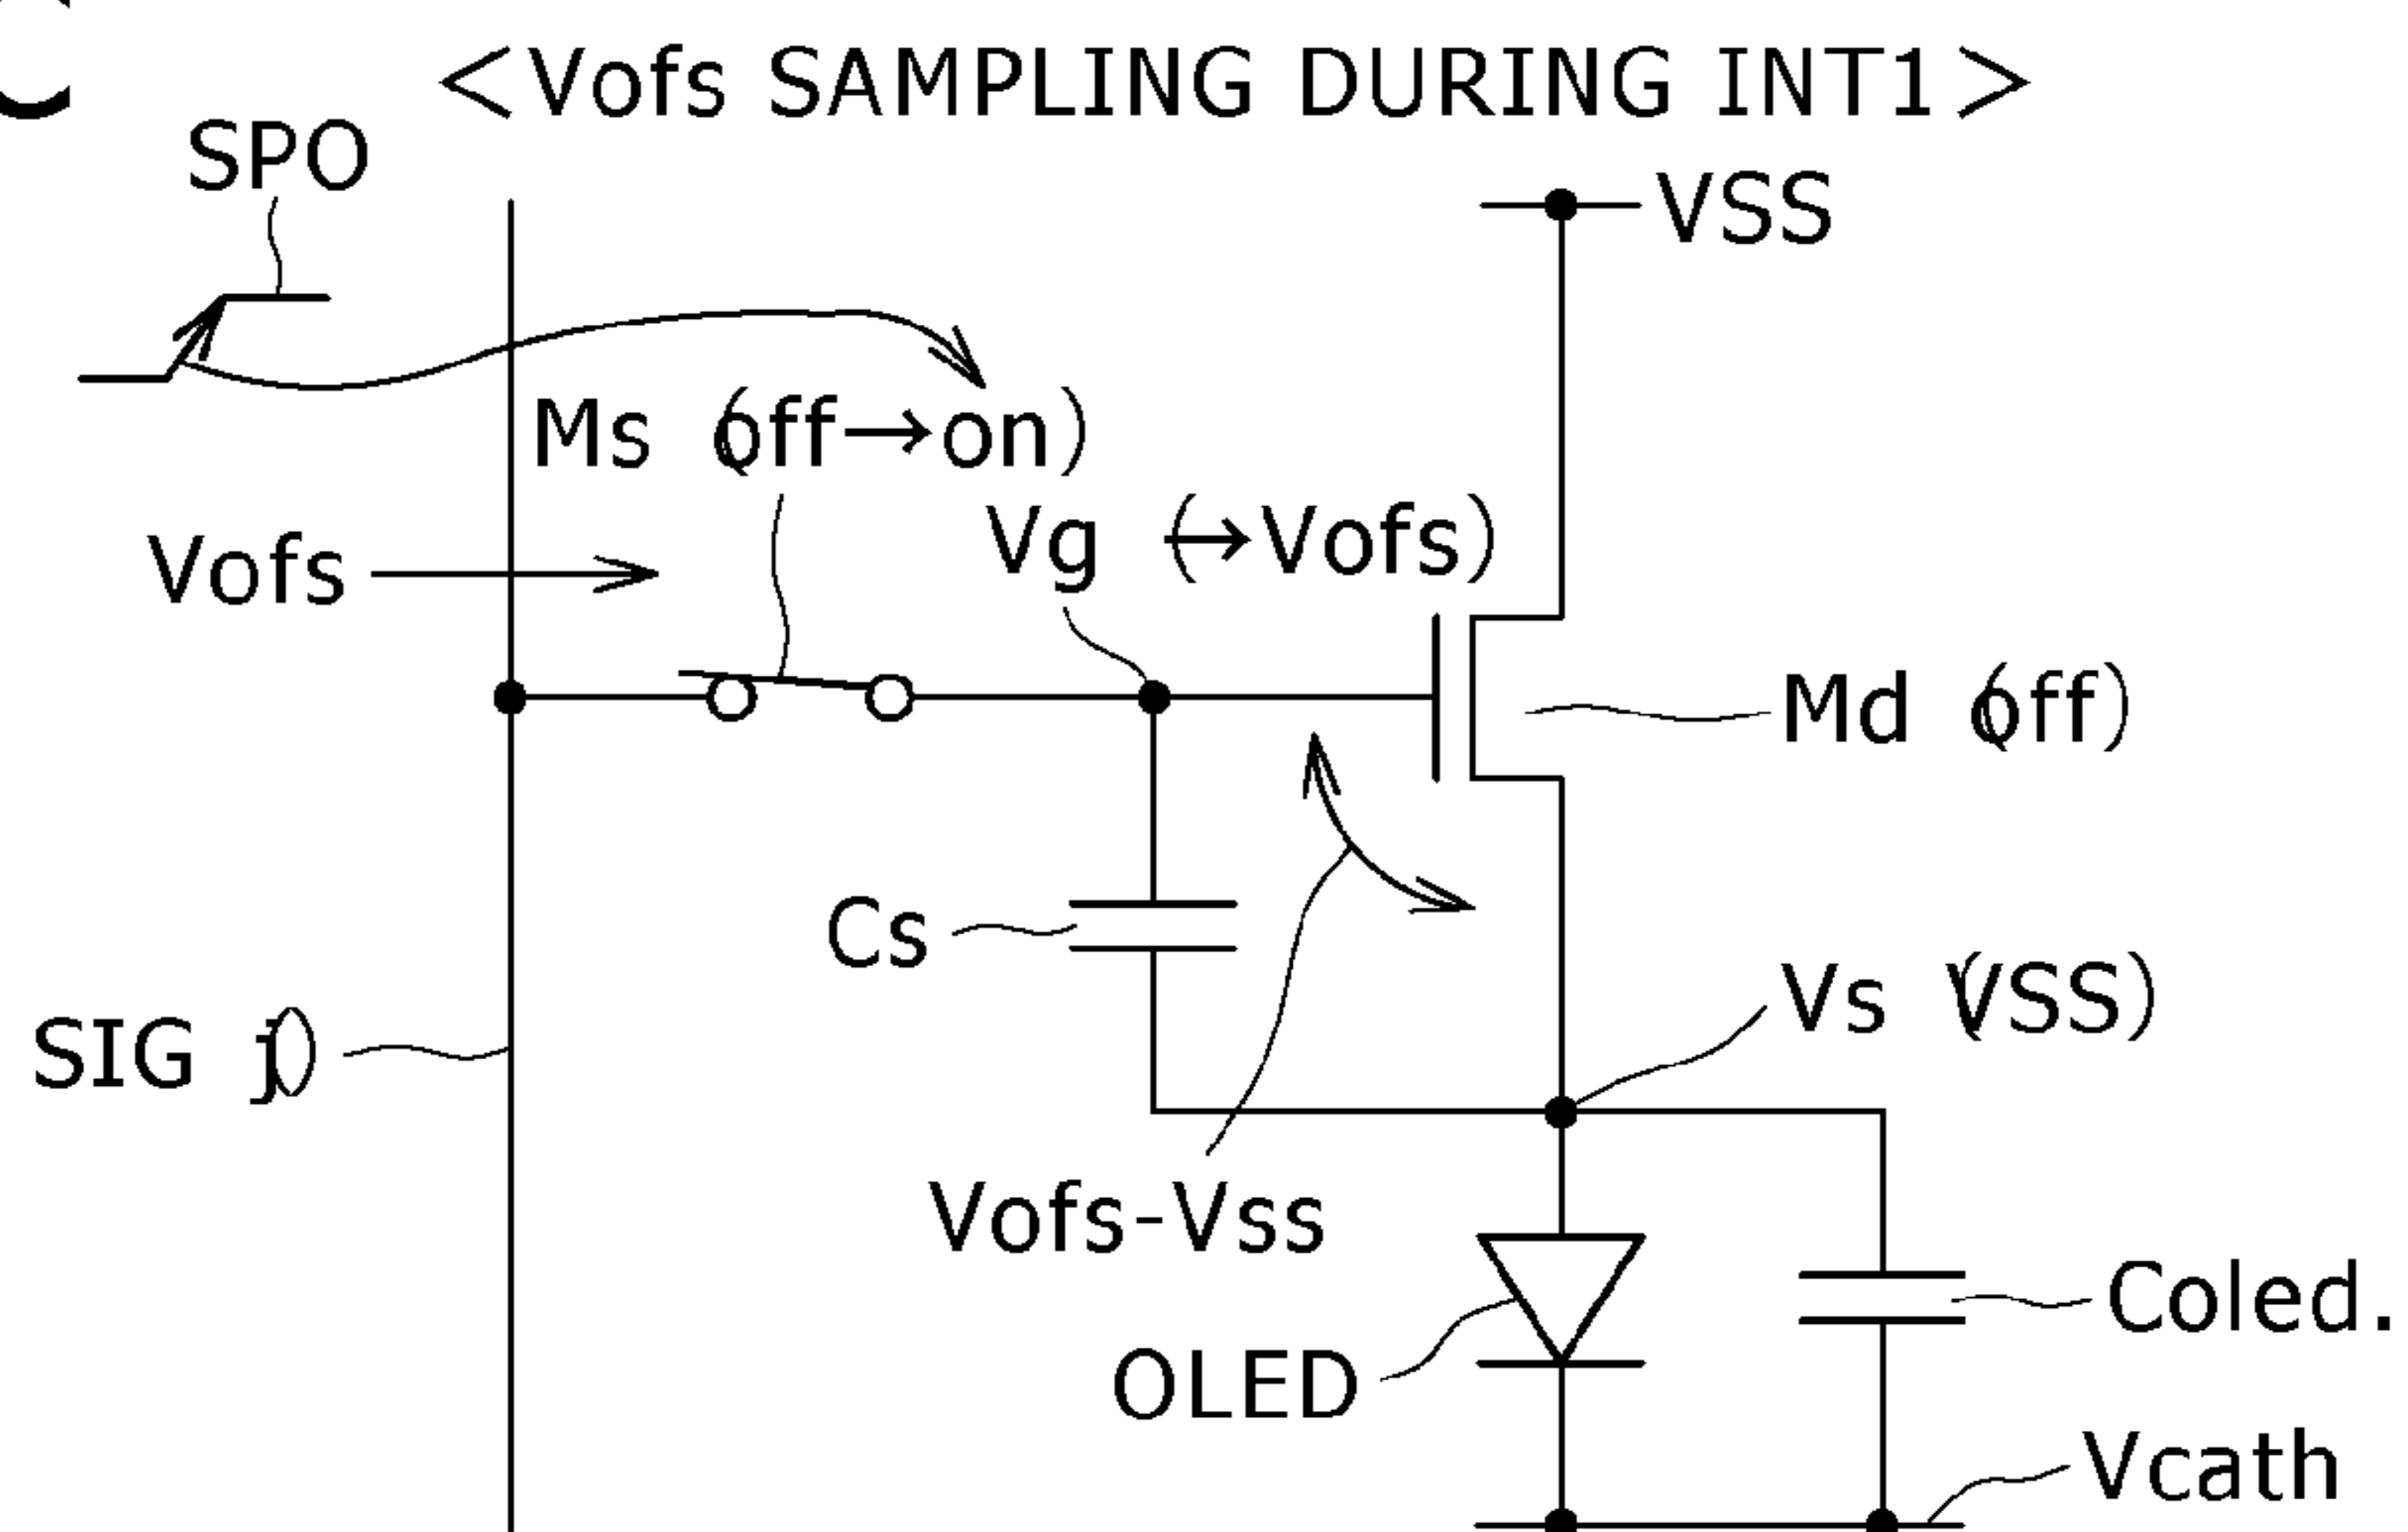 C
<Vofs SAMPLING DURING INT1>
SPO
VSS
Ms (off→on)
Vg (→Vofs)
Vofs
Md (off)
Cs
Vs (VSS)
SIG (j)
Vofs-Vss
Coled.
OLED
Vcath